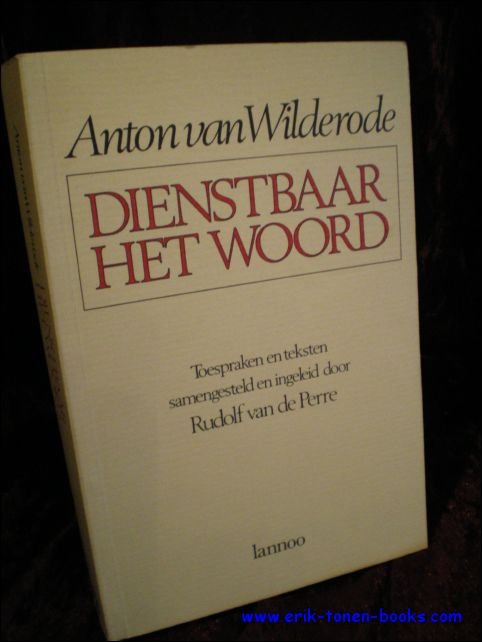 Anton van Wilderode
DIENSTBAAR
HET WOORD
Toespraken en teksten
samengesteld en ingeleid door
Rudolf van de Perre
lannoo
www.erik-tonen-books.com